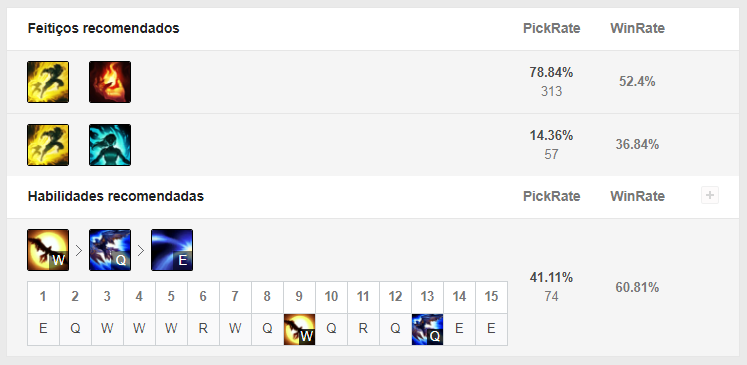 Feitiços recomendados PickRate WinRate
78.84% 52.4%
313
14.36% 36.84%
57
Habilidades recomendadas PickRate WinRate +
W > Q > E 41.11% 60.81%
74
1 2 3 4 5 6 7 8 9 10 11 12 13 14 15
E Q W W W R W Q W Q R Q Q E E